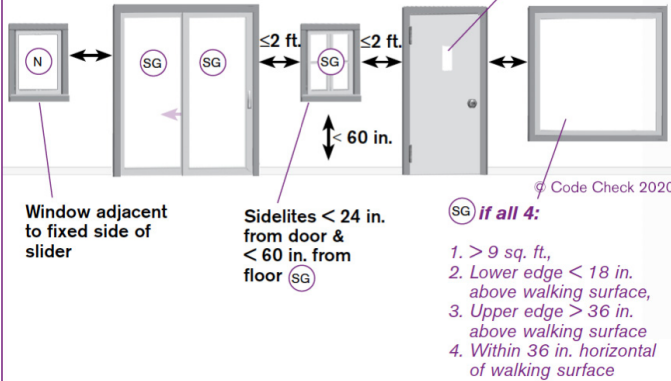 N
SG
SG
≤2 ft.
SG
≤2 ft.
< 60 in.
© Code Check 2020
Window adjacent
to fixed side of
slider
Sidelites < 24 in.
from door &
< 60 in. from
floor SG
SG if all 4:
1. > 9 sq. ft.,
2. Lower edge < 18 in.
above walking surface,
3. Upper edge > 36 in.
above walking surface
4. Within 36 in. horizontal
of walking surface